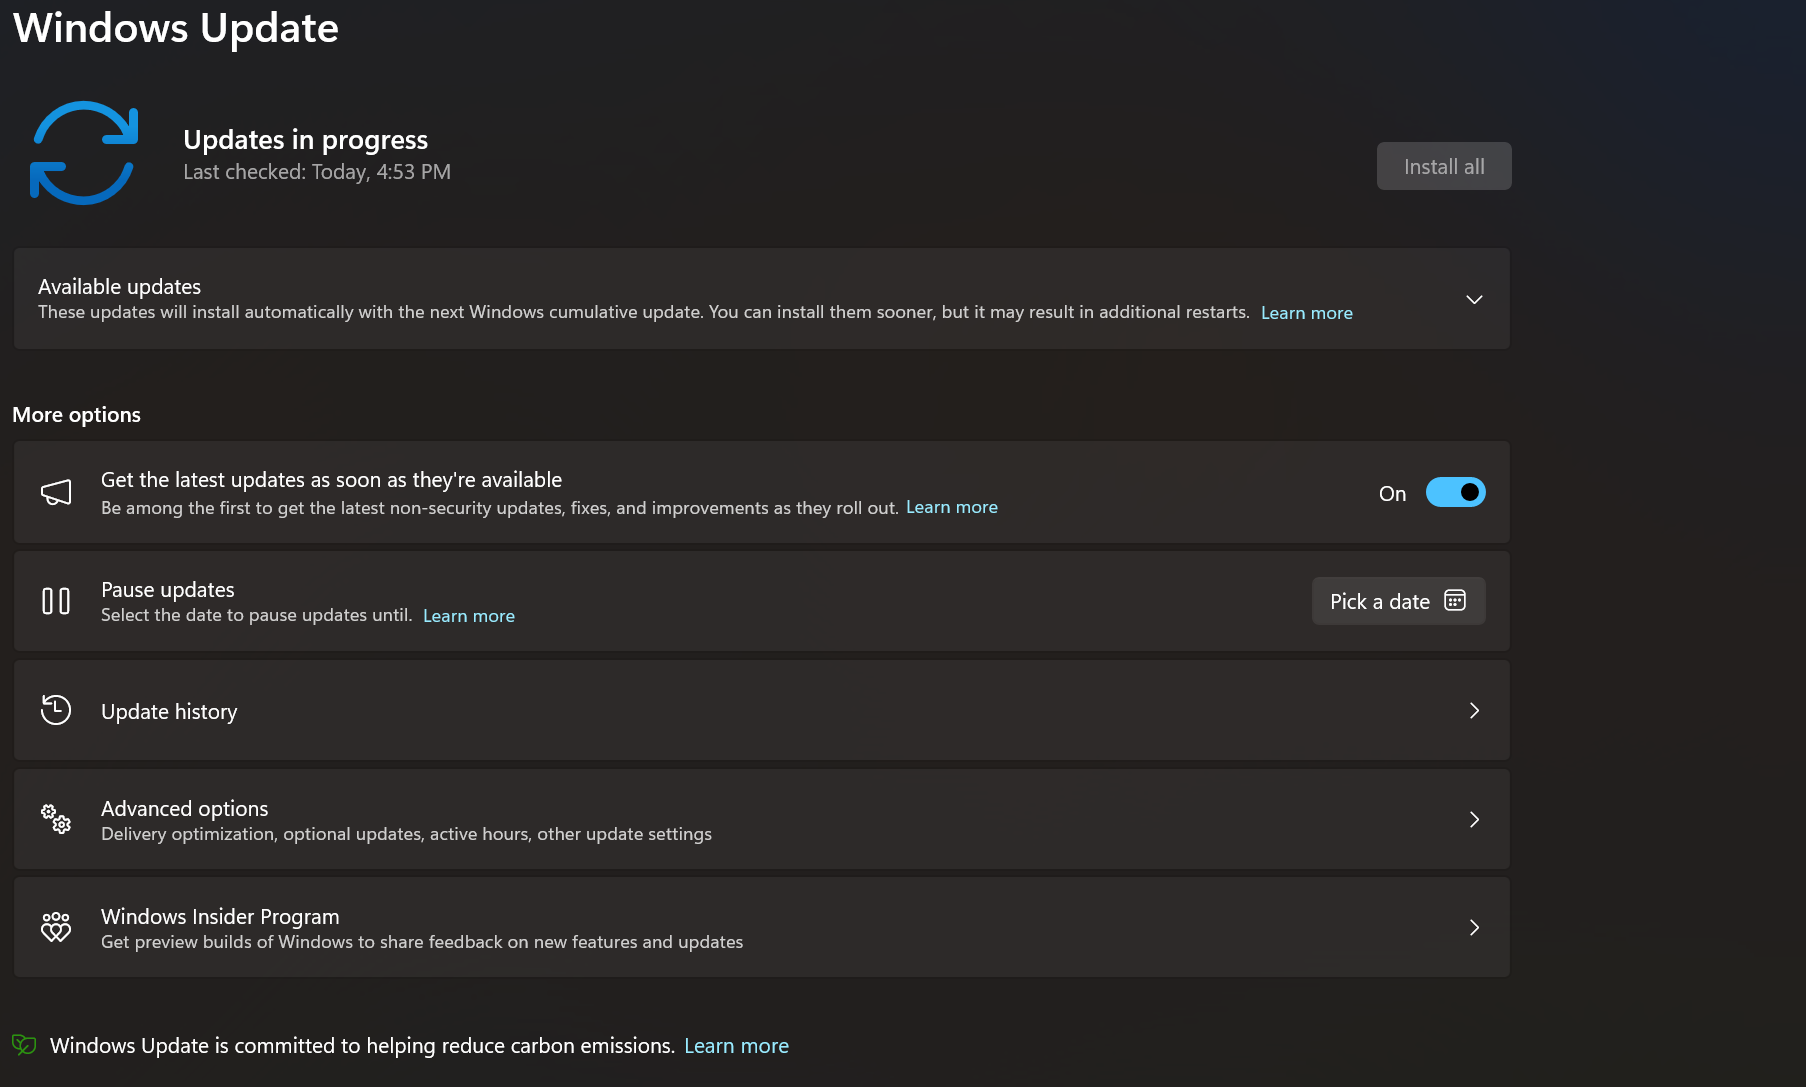 Windows Update
Updates in progress
Last checked: Today, 4:53 PM
Install all
Available updates
These updates will install automatically with the next Windows cumulative update. You can install them sooner, but it may result in additional restarts. Learn more
More options
Get the latest updates as soon as they're available
Be among the first to get the latest non-security updates, fixes, and improvements as they roll out. Learn more
On
Pause updates
Select the date to pause updates until. Learn more
Pick a date
Update history
Advanced options
Delivery optimization, optional updates, active hours, other update settings
Windows Insider Program
Get preview builds of Windows to share feedback on new features and updates
Windows Update is committed to helping reduce carbon emissions. Learn more